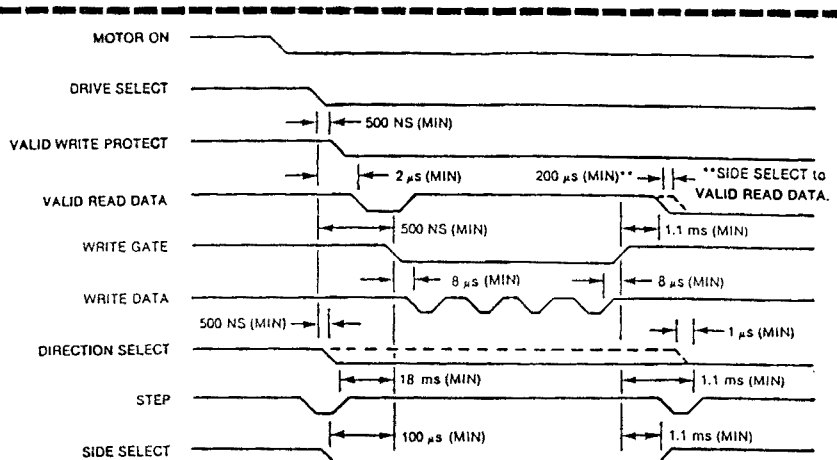 MOTOR ON
DRIVE SELECT
500 NS (MIN)
VALID WRITE PROTECT
2 μs (MIN)
200 μs (MIN)**
**SIDE SELECT to
VALID READ DATA.
VALID READ DATA
500 NS (MIN)
1.1 ms (MIN)
WRITE GATE
8 μs (MIN)
8 μs (MIN)
WRITE DATA
500 NS (MIN)
1 μs (MIN)
DIRECTION SELECT
18 ms (MIN)
1.1 ms (MIN)
STEP
100 μs (MIN)
1.1 ms (MIN)
SIDE SELECT